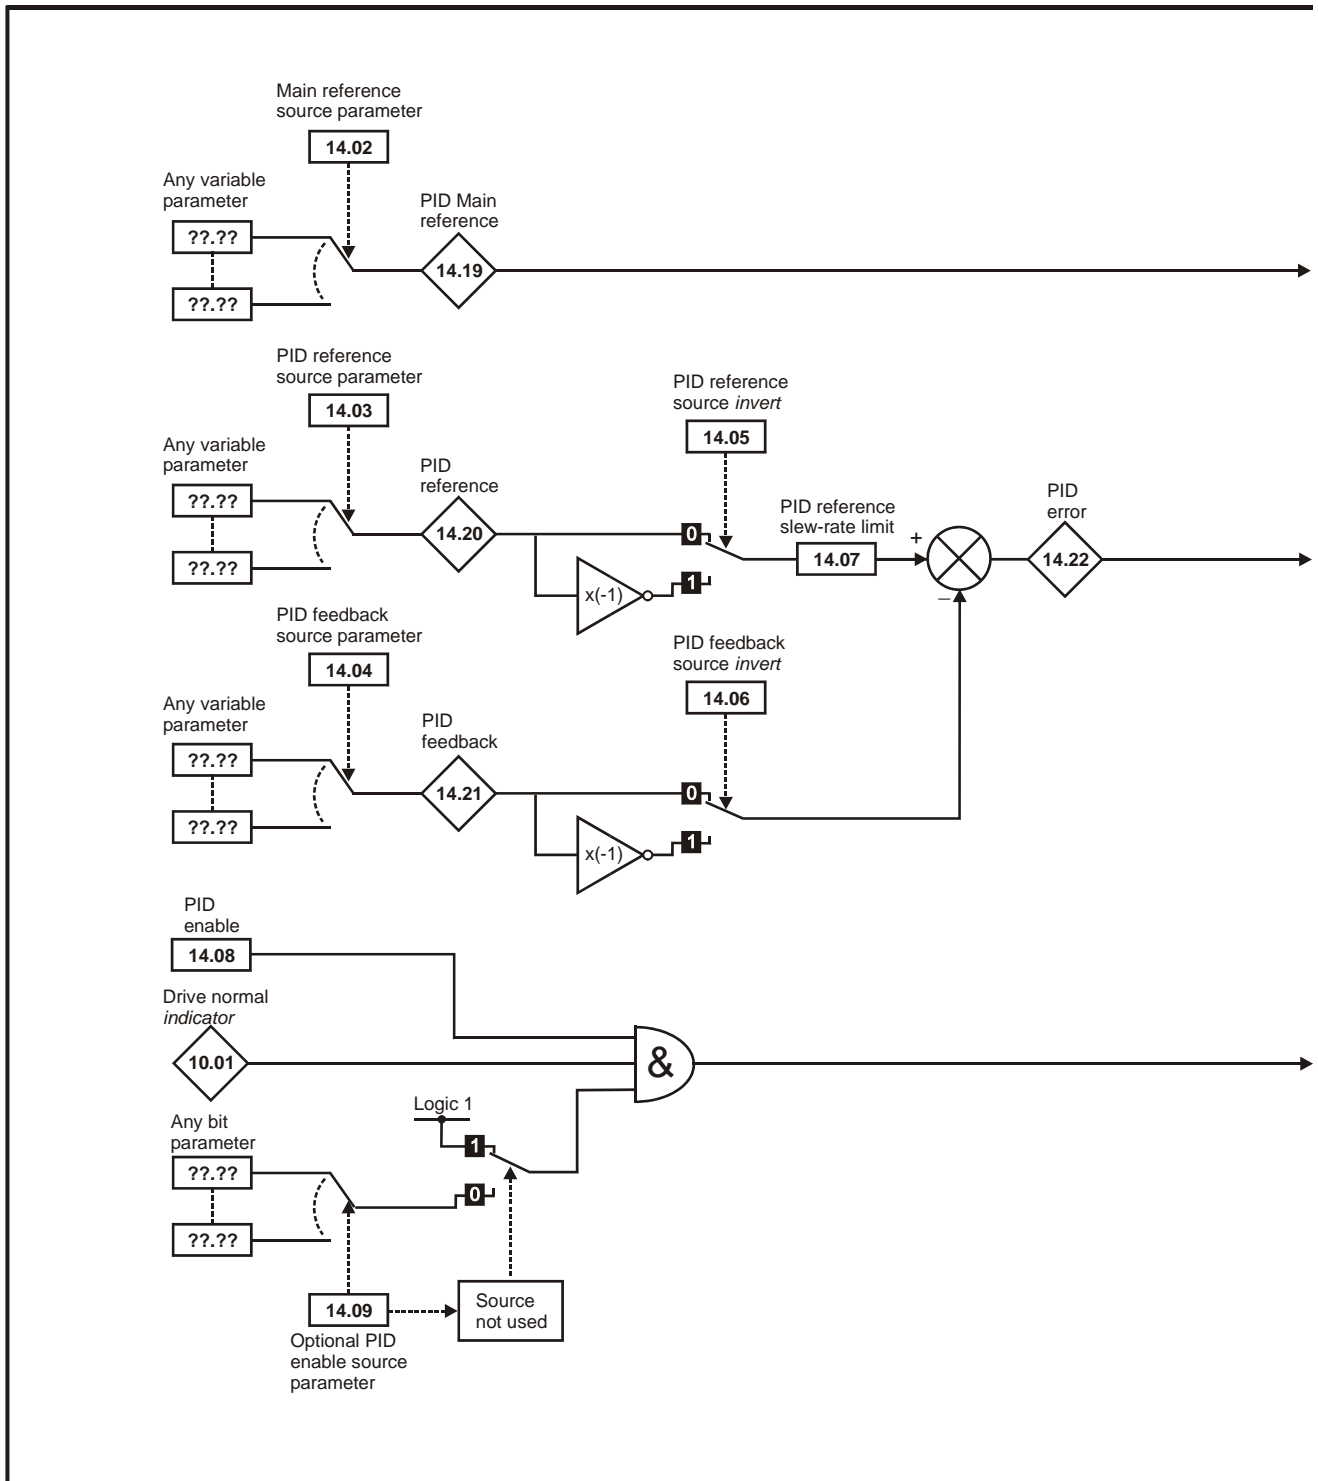 Main reference
source parameter
14.02
Any variable
parameter
??.??
??.??
PID Main
reference
14.19
PID reference
source parameter
14.03
Any variable
parameter
??.??
??.??
PID
reference
14.20
x(-1)
PID reference
source invert
14.05
0
1
PID reference
slew-rate limit
14.07
+
–
PID
error
14.22
PID feedback
source parameter
14.04
Any variable
parameter
??.??
??.??
PID
feedback
14.21
x(-1)
PID feedback
source invert
14.06
0
1
PID
enable
14.08
Drive normal
indicator
10.01
&
Logic 1
1
0
Any bit
parameter
??.??
??.??
14.09
Optional PID
enable source
parameter
Source
not used